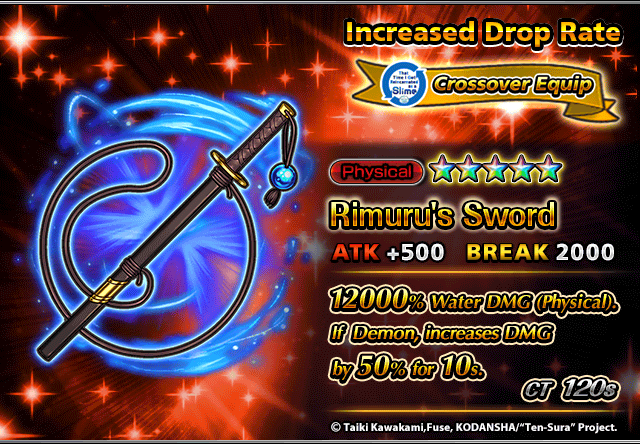 Increased Drop Rate
That
Time I Got
Reincarnated
as a
Slime
Crossover Equip
Physical
Rimuru's Sword
ATK +500 BREAK 2000
12000% Water DMG (Physical).
If Demon, increases DMG
by 50% for 10s.
CT 120s
© Taiki Kawakami,Fuse, KODANSHA/"Ten-Sura" Project.